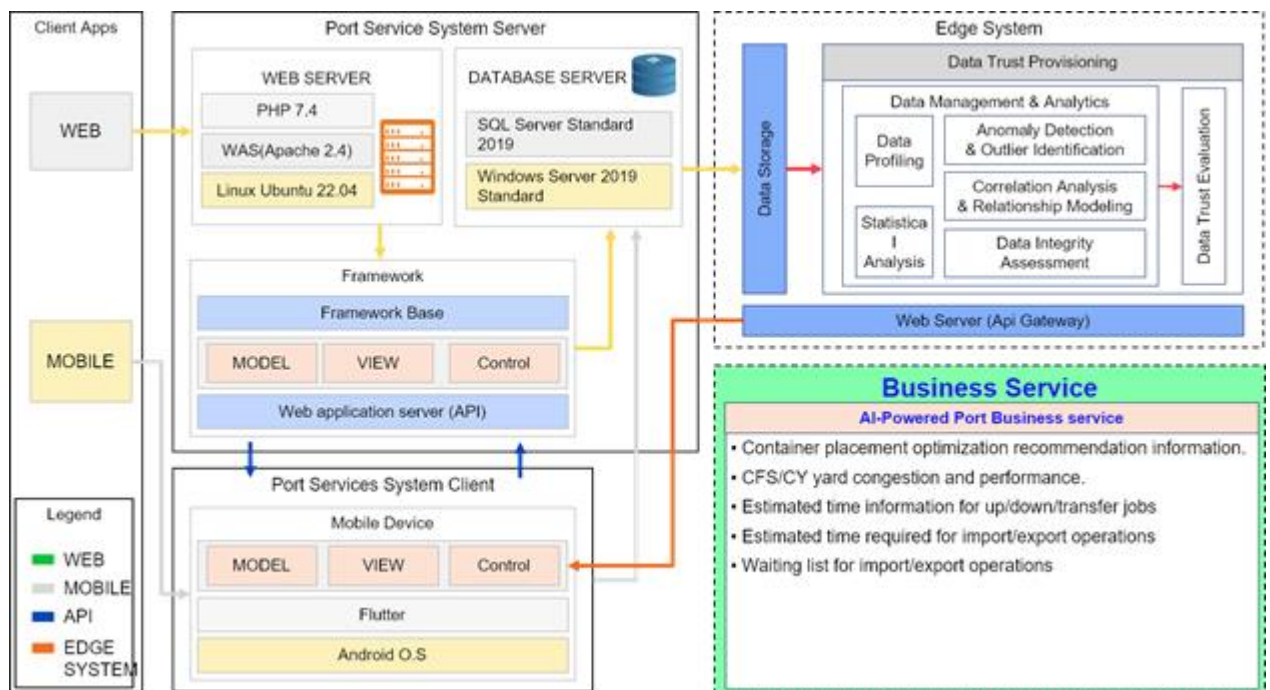 Client Apps
WEB
MOBILE
Legend
WEB
MOBILE
API
EDGE
SYSTEM
Port Service System Server
WEB SERVER
PHP 7.4
WAS(Apache 2.4)
Linux Ubuntu 22.04
DATABASE SERVER
SQL Server Standard
2019
Windows Server 2019
Standard
Framework
Framework Base
MODEL
VIEW
Control
Web application server (API)
Port Services System Client
Mobile Device
MODEL
VIEW
Control
Flutter
Android O.S
Edge System
Data Storage
Data Trust Provisioning
Data Management & Analytics
Data
Profiling
Statistica
l
Analysis
Anomaly Detection
& Outlier Identification
Correlation Analysis
& Relationship Modeling
Data Integrity
Assessment
Data Trust Evaluation
Web Server (Api Gateway)
Business Service
AI-Powered Port Business service
• Container placement optimization recommendation information.
• CFS/CY yard congestion and performance.
• Estimated time information for up/down/transfer jobs
• Estimated time required for import/export operations
• Waiting list for import/export operations